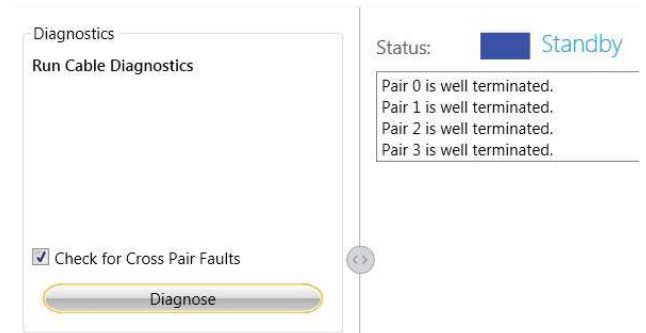 Diagnostics
Run Cable Diagnostics
Check for Cross Pair Faults
Diagnose
Status:
Standby
Pair 0 is well terminated.
Pair 1 is well terminated.
Pair 2 is well terminated.
Pair 3 is well terminated.